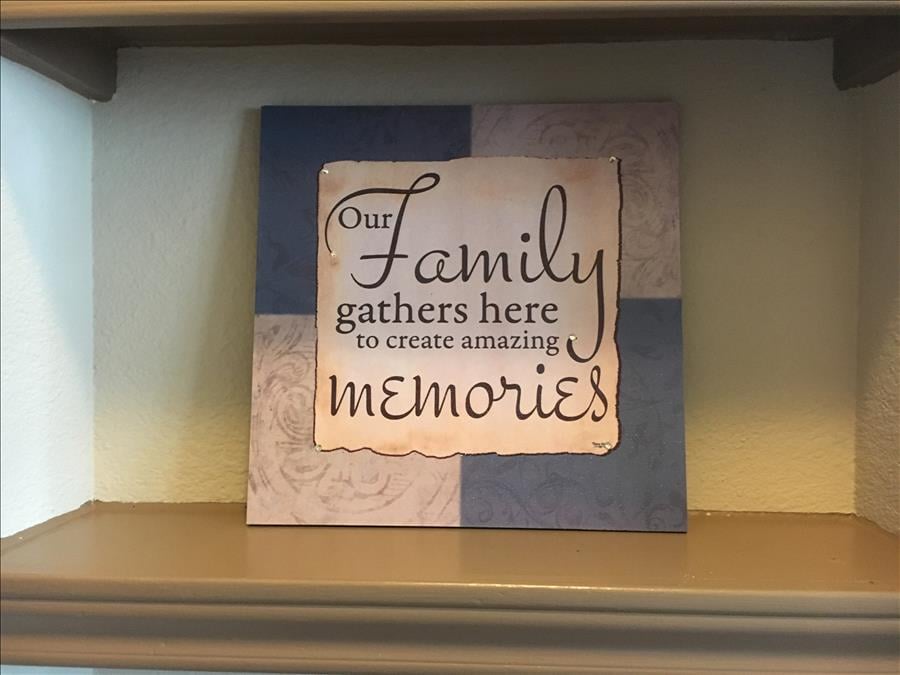 Our Family
gathers here
to create amazing
memories